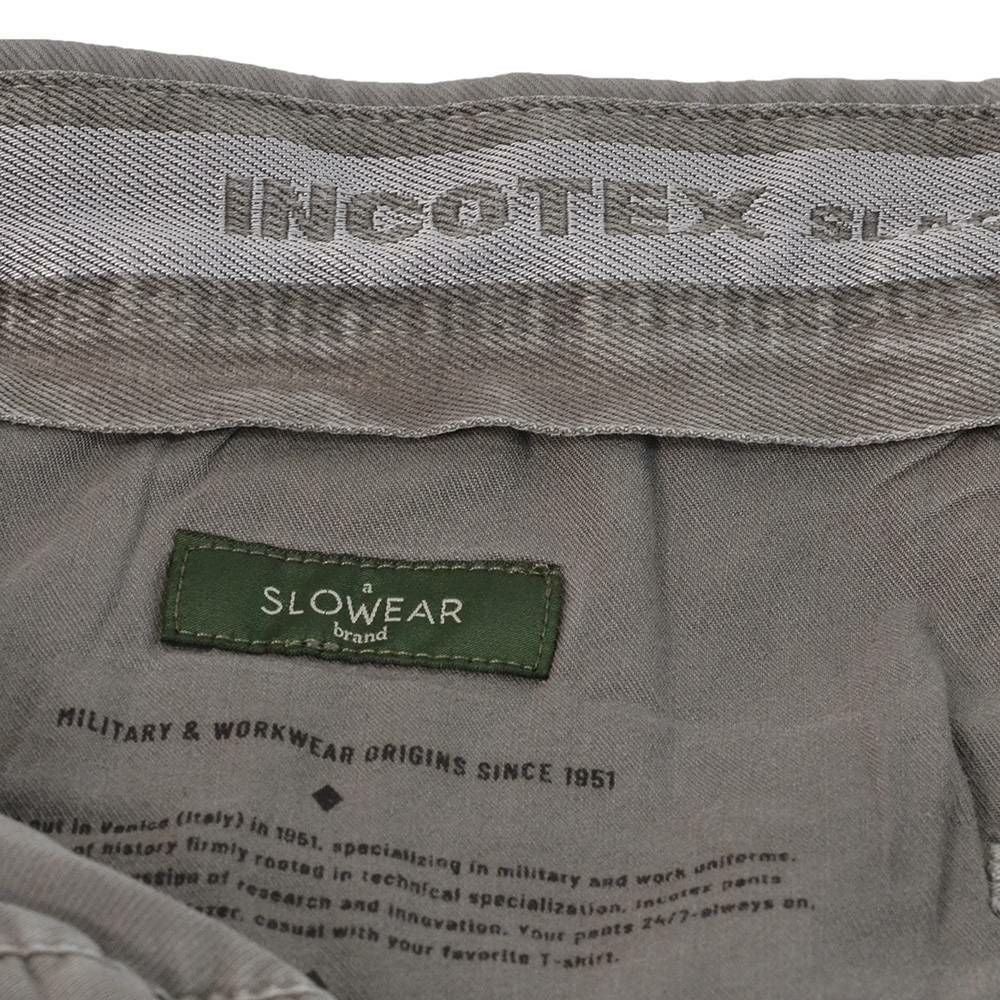 INCOTEX
a
SLOWEAR
brand
MILITARY & WORKWEAR ORIGINS SINCE 1951
in Venice (Italy) in 1951, specializing in military and work uniforms.
of history firmly rooted in technical specialization, Incotex pants
of research and innovation. Your pants 24/7-always on,
casual with your favorite T-shirt.